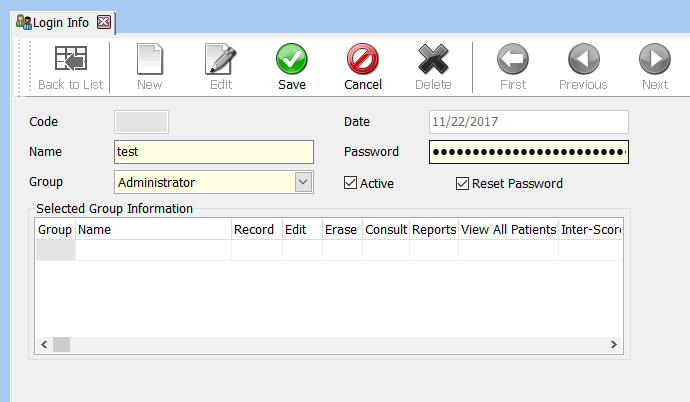 Login Info
Back to List New Edit Save Cancel Delete First Previous Next
Code Date 11/22/2017
Name test Password ●●●●●●●●●●●●●●●●●●●●●●●●●
Group Administrator Active Reset Password
Selected Group Information
Group Name Record Edit Erase Consult Reports View All Patients Inter-Score